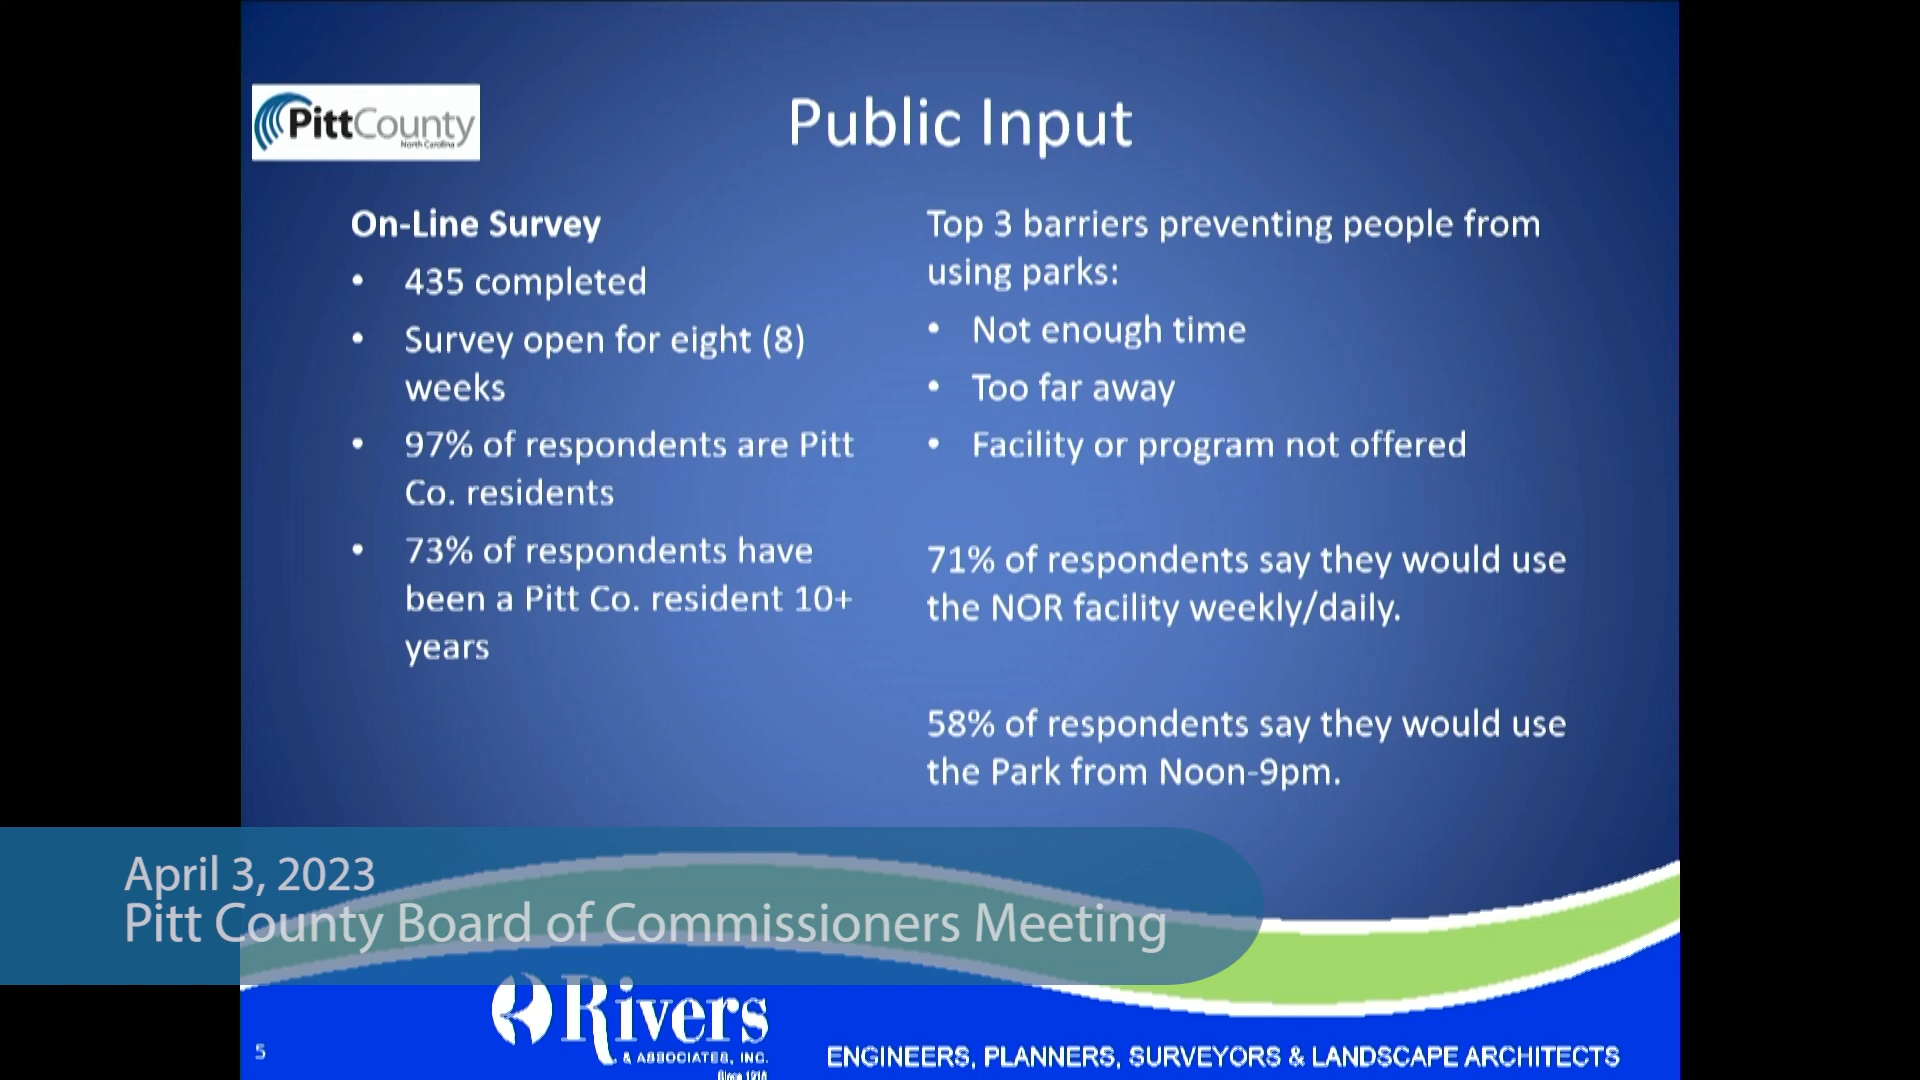 PittCounty
North Carolina
Public Input
On-Line Survey
• 435 completed
• Survey open for eight (8)
weeks
• 97% of respondents are Pitt
Co. residents
• 73% of respondents have
been a Pitt Co. resident 10+
years
Top 3 barriers preventing people from
using parks:
• Not enough time
• Too far away
• Facility or program not offered
71% of respondents say they would use
the NOR facility weekly/daily.
58% of respondents say they would use
the Park from Noon-9pm.
April 3, 2023
Pitt County Board of Commissioners Meeting
Rivers
& ASSOCIATES, INC.
Since 1918
5
ENGINEERS, PLANNERS, SURVEYORS & LANDSCAPE ARCHITECTS